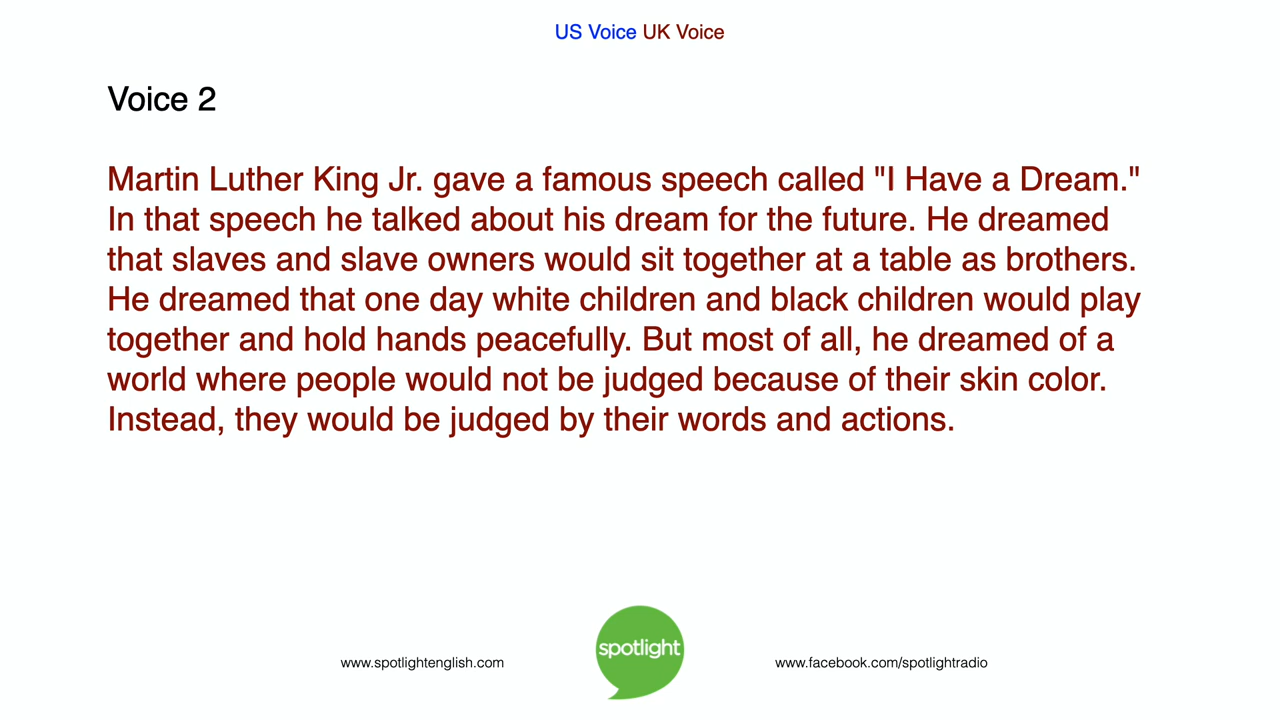 US Voice UK Voice
Voice 2
Martin Luther King Jr. gave a famous speech called "I Have a Dream."
In that speech he talked about his dream for the future. He dreamed
that slaves and slave owners would sit together at a table as brothers.
He dreamed that one day white children and black children would play
together and hold hands peacefully. But most of all, he dreamed of a
world where people would not be judged because of their skin color.
Instead, they would be judged by their words and actions.
spotlight
www.spotlightenglish.com
www.facebook.com/spotlightradio